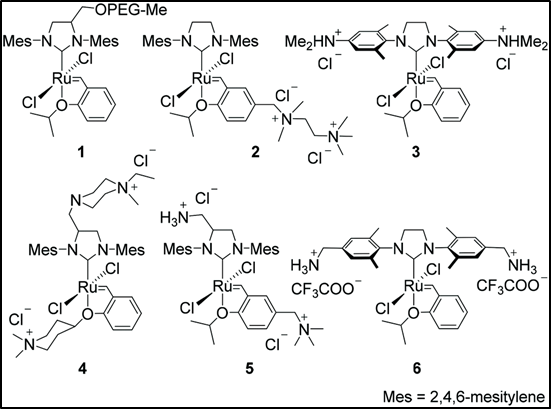 OPEG-Me
Mes N N Mes
Cl
Ru
Cl
O
1
Mes N N Mes
Cl
Ru
Cl
O
Cl−
N+
N+
Cl−
2
Me2HN+ N N +NHMe2
Cl− Cl−
Cl
Ru
Cl
O
3
Cl−
N N+
Mes N N Mes
Cl
Ru
Cl
O
Cl−
N+
4
H3N+ Cl−
Mes N N Mes
Cl
Ru
Cl
O
Cl−
N+
5
N N
+NH3 +NH3
CF3COO− CF3COO−
Cl
Ru
Cl
O
6
Mes = 2,4,6-mesitylene